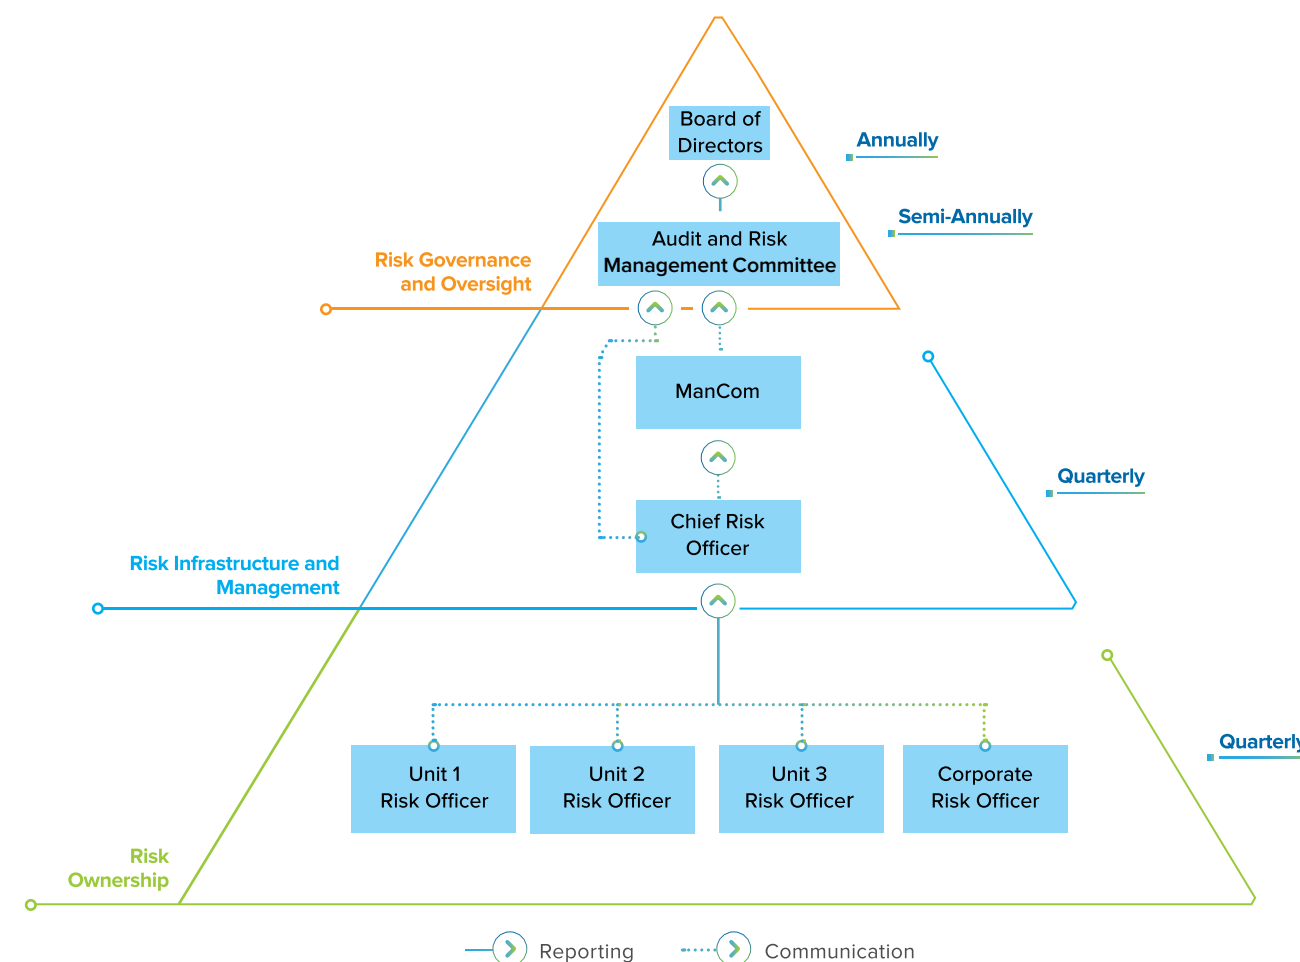 Board of
Directors
Annually
Semi-Annually
Audit and Risk
Management Committee
Risk Governance
and Oversight
ManCom
Quarterly
Chief Risk
Officer
Risk Infrastructure and
Management
Quarterly
Unit 1
Risk Officer
Unit 2
Risk Officer
Unit 3
Risk Officer
Corporate
Risk Officer
Risk
Ownership
Reporting
Communication